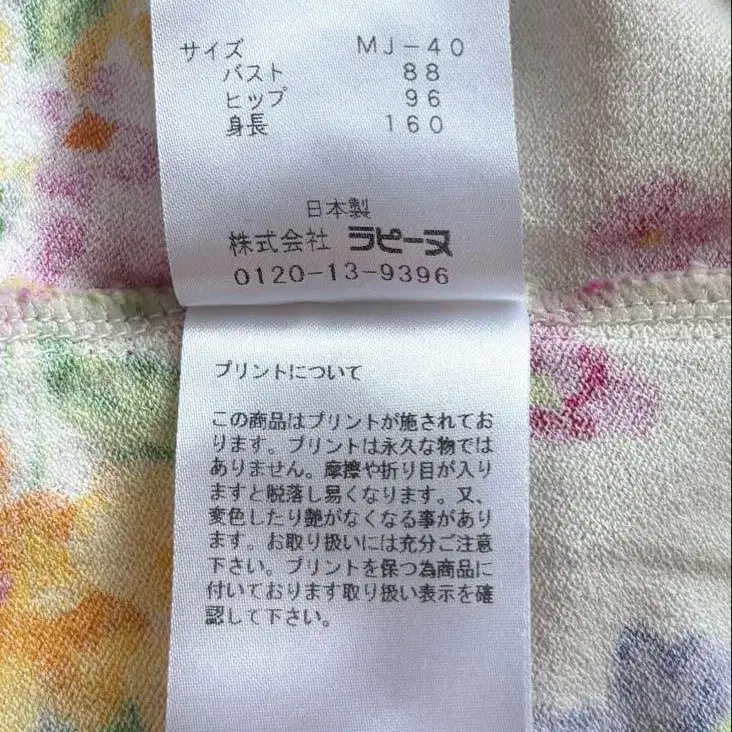 サイズ MJ-40
バスト 88
ヒップ 96
身長 160
日本製
株式会社 ラピーヌ
0120-13-9396
プリントについて
この商品はプリントが施されてお
ります。プリントは永久な物では
ありません。摩擦や折り目が入り
ますと脱落し易くなります。又、
変色したり艶がなくなる事があり
ます。お取り扱いには充分ご注意
下さい。プリントを保つ為商品に
付いております取り扱い表示を確
認して下さい。